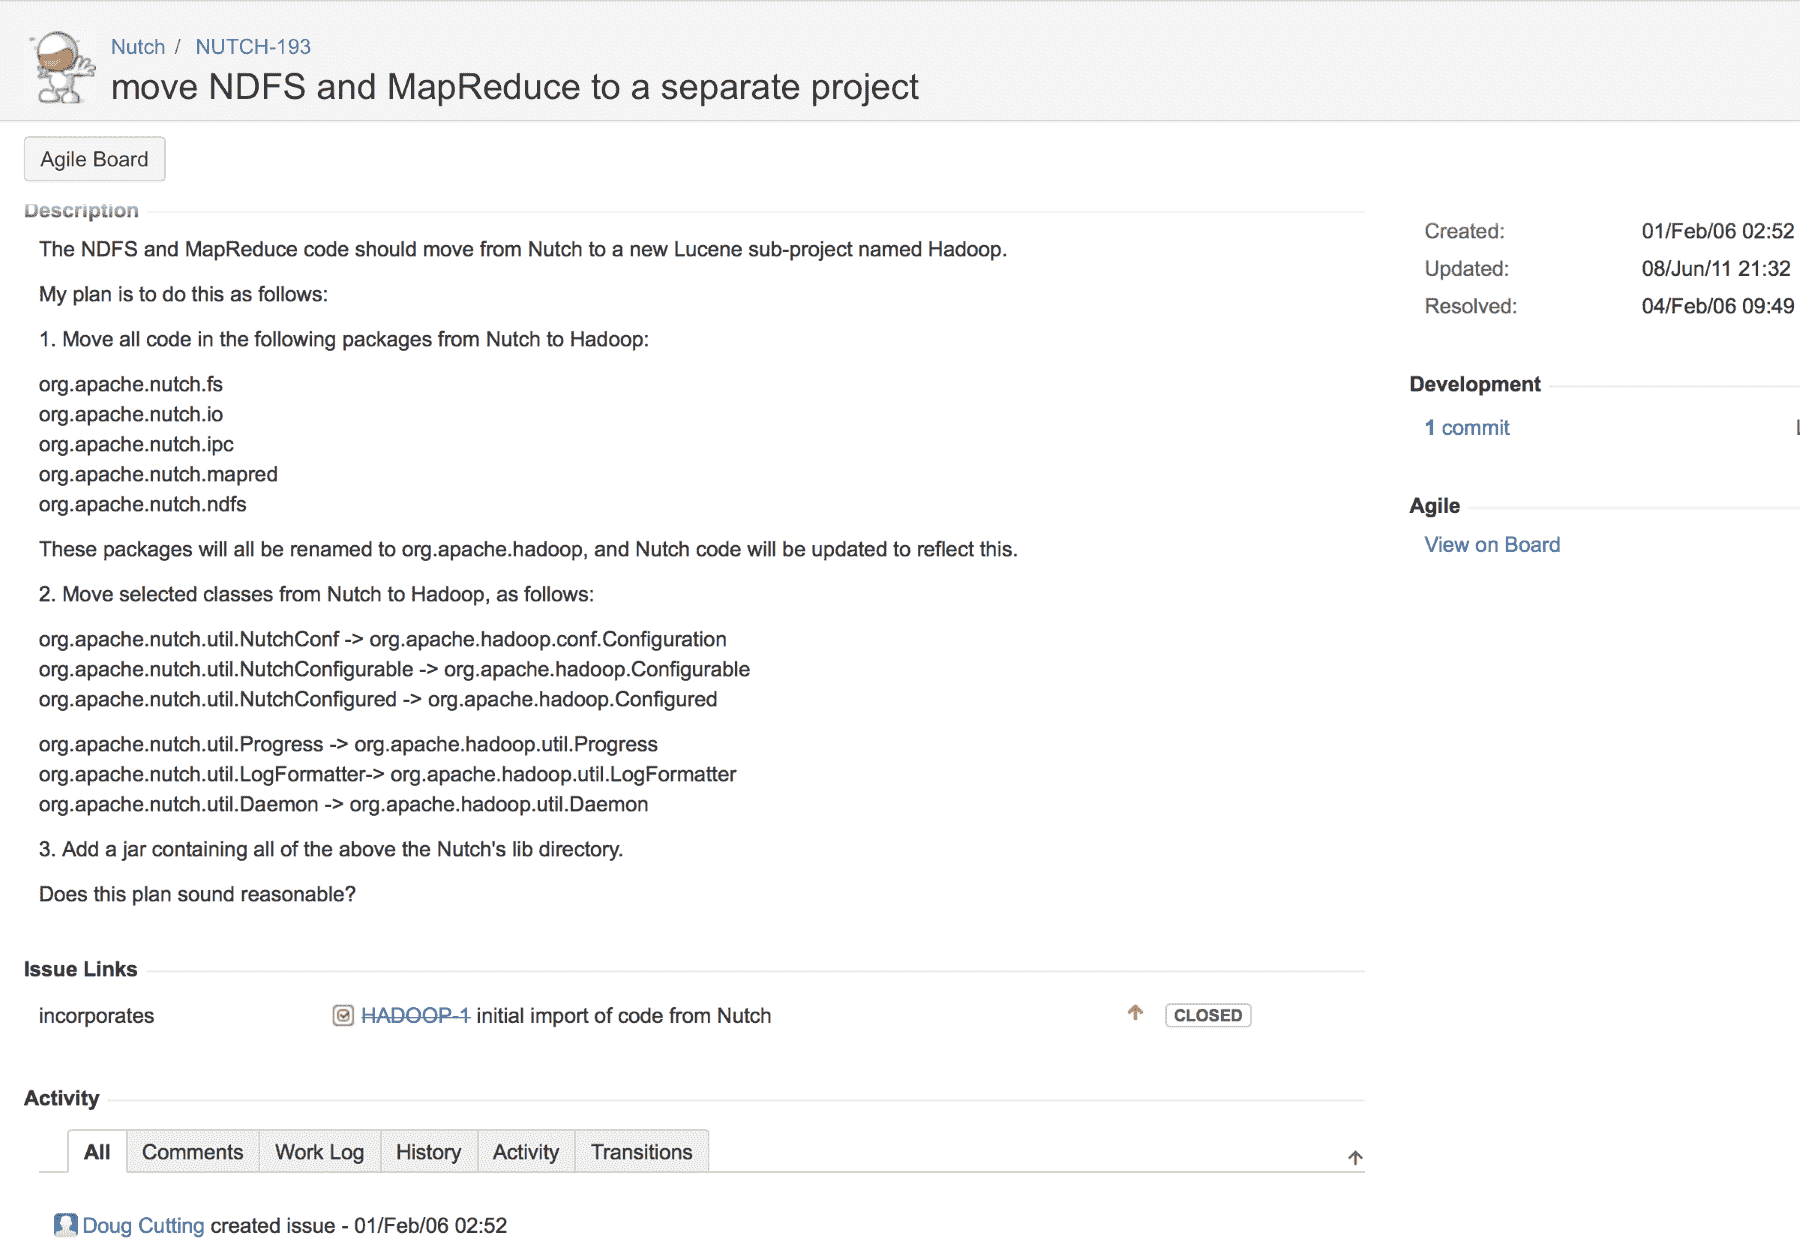 Nutch / NUTCH-193
move NDFS and MapReduce to a separate project
Agile Board
Description
The NDFS and MapReduce code should move from Nutch to a new Lucene sub-project named Hadoop.
My plan is to do this as follows:
1. Move all code in the following packages from Nutch to Hadoop:
org.apache.nutch.fs
org.apache.nutch.io
org.apache.nutch.ipc
org.apache.nutch.mapred
org.apache.nutch.ndfs
These packages will all be renamed to org.apache.hadoop, and Nutch code will be updated to reflect this.
2. Move selected classes from Nutch to Hadoop, as follows:
org.apache.nutch.util.NutchConf -> org.apache.hadoop.conf.Configuration
org.apache.nutch.util.NutchConfigurable -> org.apache.hadoop.Configurable
org.apache.nutch.util.NutchConfigured -> org.apache.hadoop.Configured
org.apache.nutch.util.Progress -> org.apache.hadoop.util.Progress
org.apache.nutch.util.LogFormatter-> org.apache.hadoop.util.LogFormatter
org.apache.nutch.util.Daemon -> org.apache.hadoop.util.Daemon
3. Add a jar containing all of the above the Nutch's lib directory.
Does this plan sound reasonable?
Issue Links
incorporates HADOOP-1 initial import of code from Nutch CLOSED
Activity
All Comments Work Log History Activity Transitions
Doug Cutting created issue - 01/Feb/06 02:52
Created: 01/Feb/06 02:52
Updated: 08/Jun/11 21:32
Resolved: 04/Feb/06 09:49
Development
1 commit
Agile
View on Board